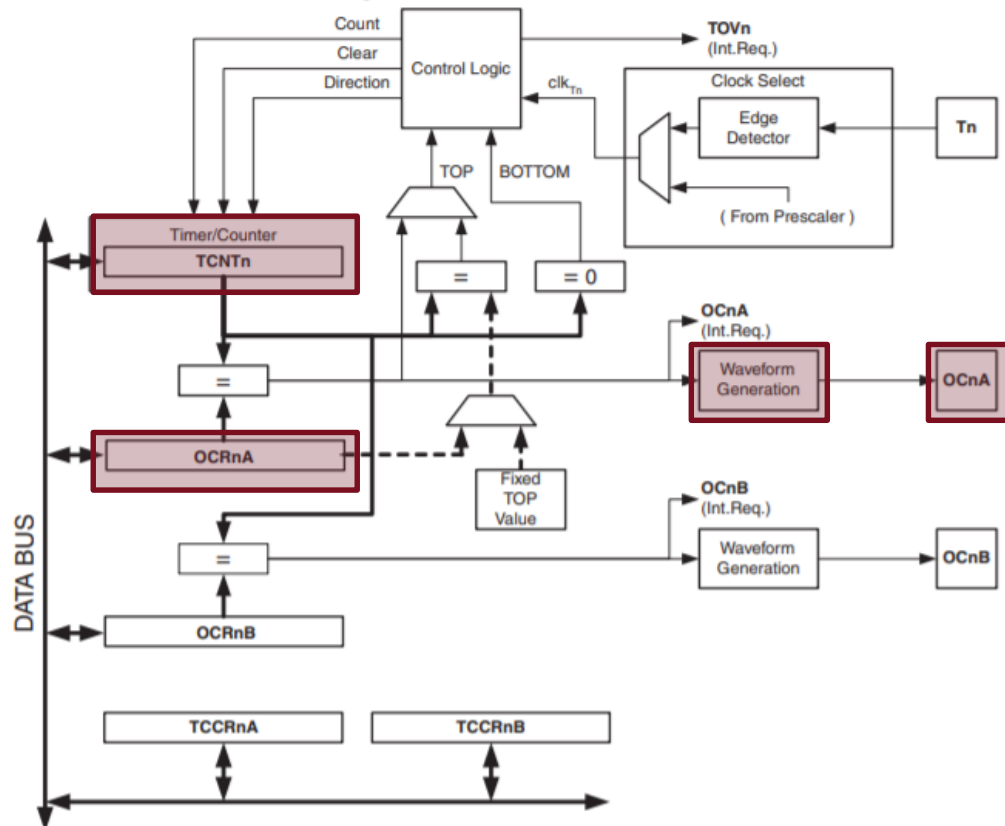 Count
Clear
Direction
Control Logic
TOVn
(Int.Req.)
clkTn
Clock Select
Edge
Detector
Tn
( From Prescaler )
TOP
BOTTOM
Timer/Counter
TCNTn
=
= 0
OCnA
(Int.Req.)
=
Waveform
Generation
OCnA
OCRnA
Fixed
TOP
Value
OCnB
(Int.Req.)
=
Waveform
Generation
OCnB
OCRnB
DATA BUS
TCCRnA
TCCRnB